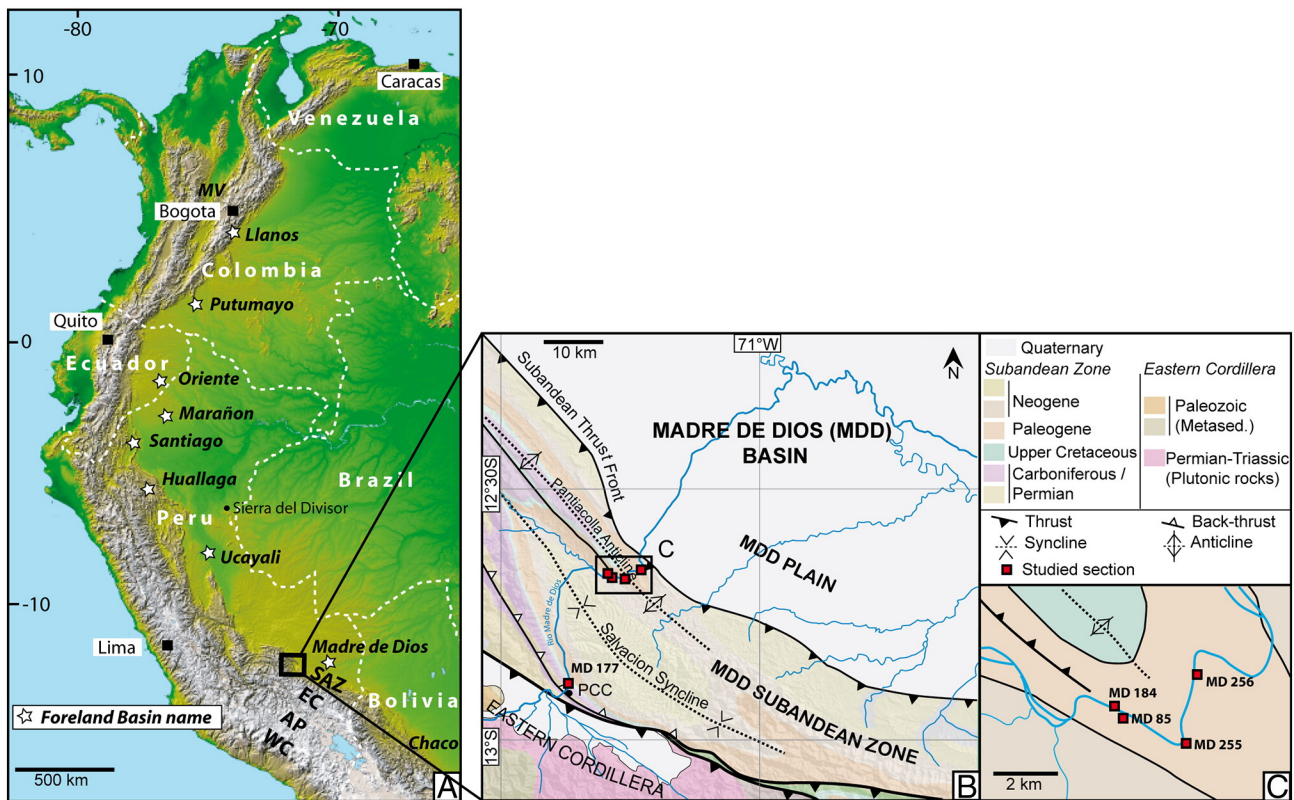 -80
-70
10
Caracas
Venezuela
MV
Bogota
Llanos
Colombia
Putumayo
Quito
0
Ecuador
Oriente
Marañon
Santiago
Huallaga
Brazil
Sierra del Divisor
Peru
Ucayali
-10
Lima
Madre de Dios
SAZ
EC
Bolivia
AP
WC
Foreland Basin name
Chaco
500 km
A
10 km
71°W
N
Subandean Thrust Front
MADRE DE DIOS (MDD)
BASIN
12°30S
Pantiacolla Anticline
C
MDD PLAIN
Rio Madre de Dios
Salvacion Syncline
MD 177
PCC
MDD SUBANDEAN ZONE
13°S
EASTERN CORDILLERA
B
Quaternary
Subandean Zone
Neogene
Paleogene
Upper Cretaceous
Carboniferous /
Permian
Eastern Cordillera
Paleozoic
(Metased.)
Permian-Triassic
(Plutonic rocks)
Thrust
Back-thrust
Syncline
Anticline
Studied section
MD 256
MD 184
MD 85
MD 255
2 km
C